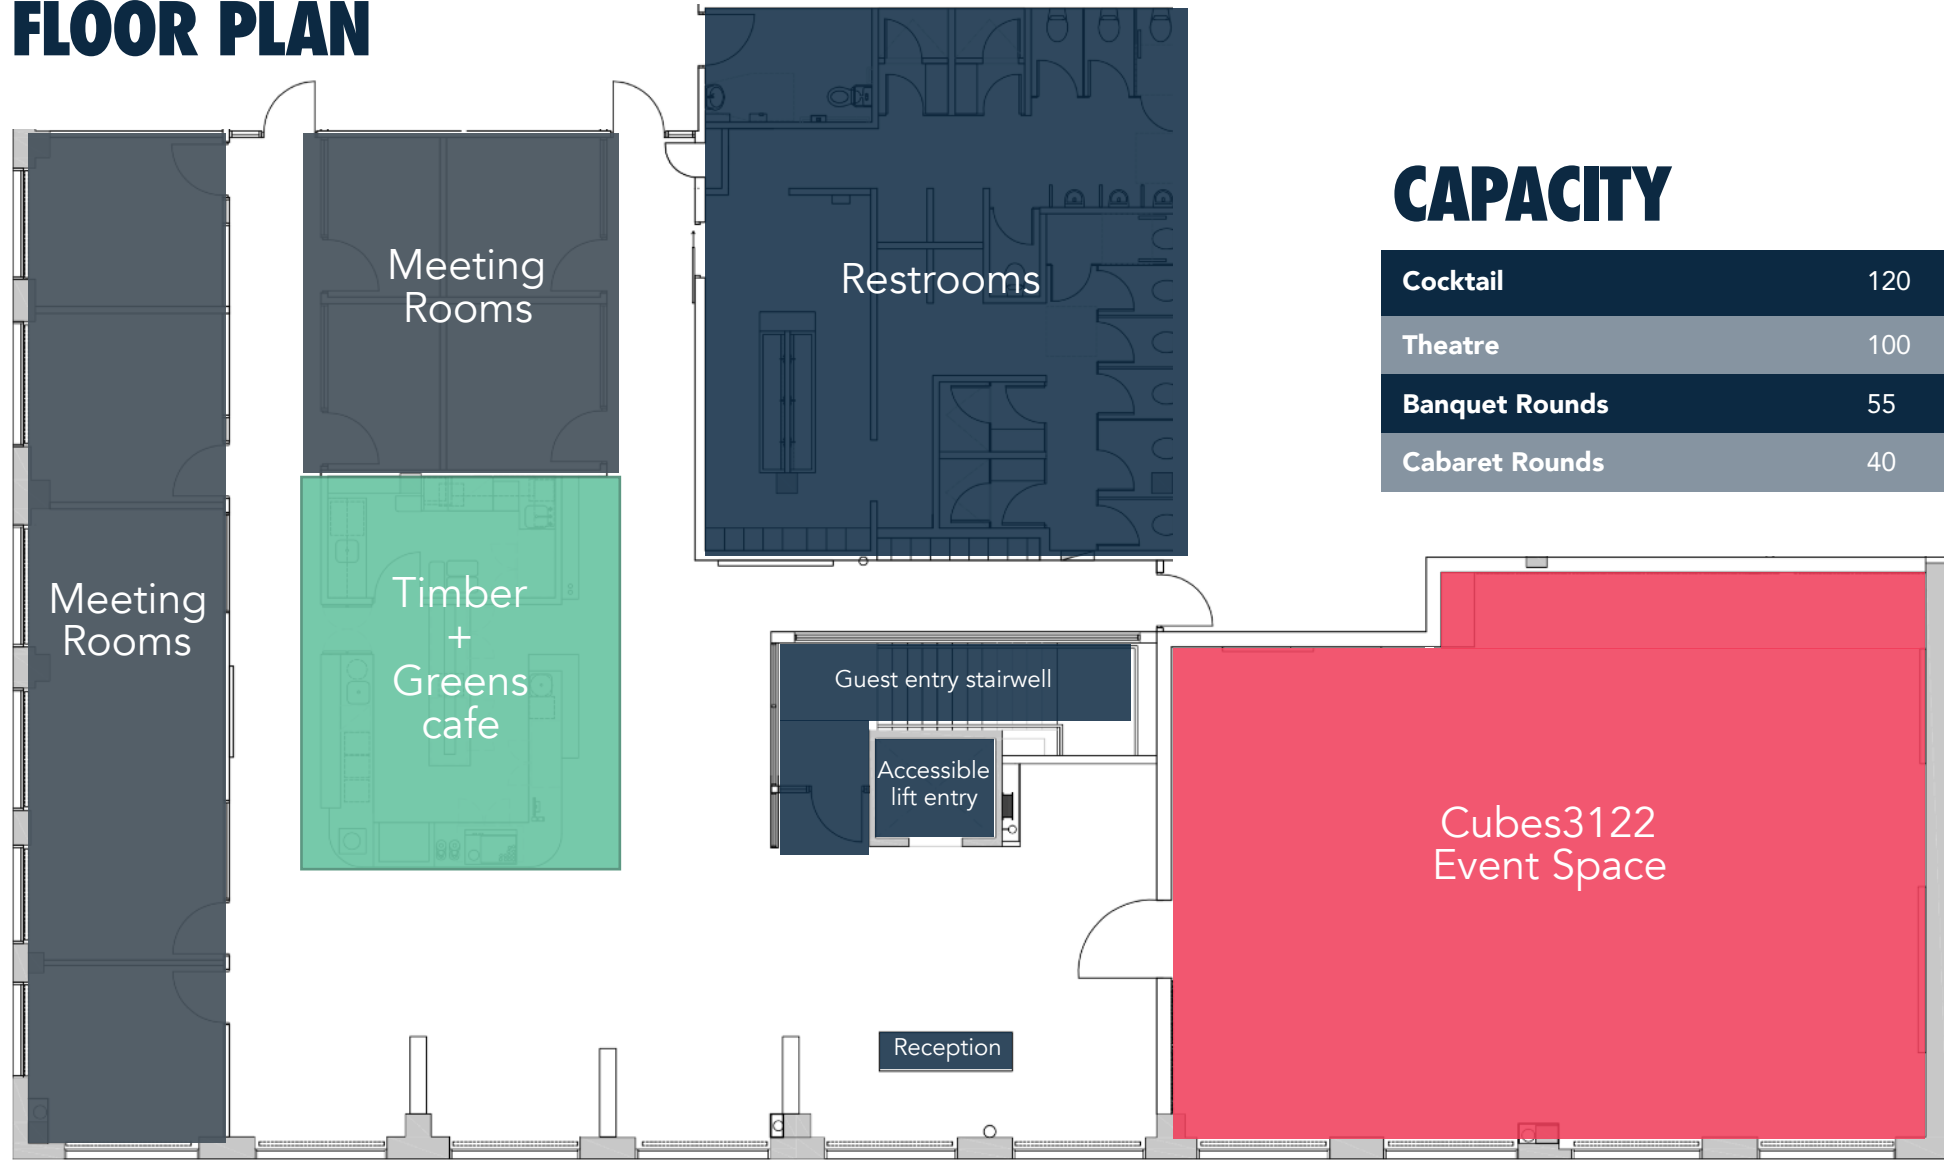 FLOOR PLAN
Meeting
Rooms
Restrooms
CAPACITY
Cocktail 120
Theatre 100
Banquet Rounds 55
Cabaret Rounds 40
Meeting
Rooms
Timber
+
Greens
cafe
Guest entry stairwell
Accessible
lift entry
Cubes3122
Event Space
Reception